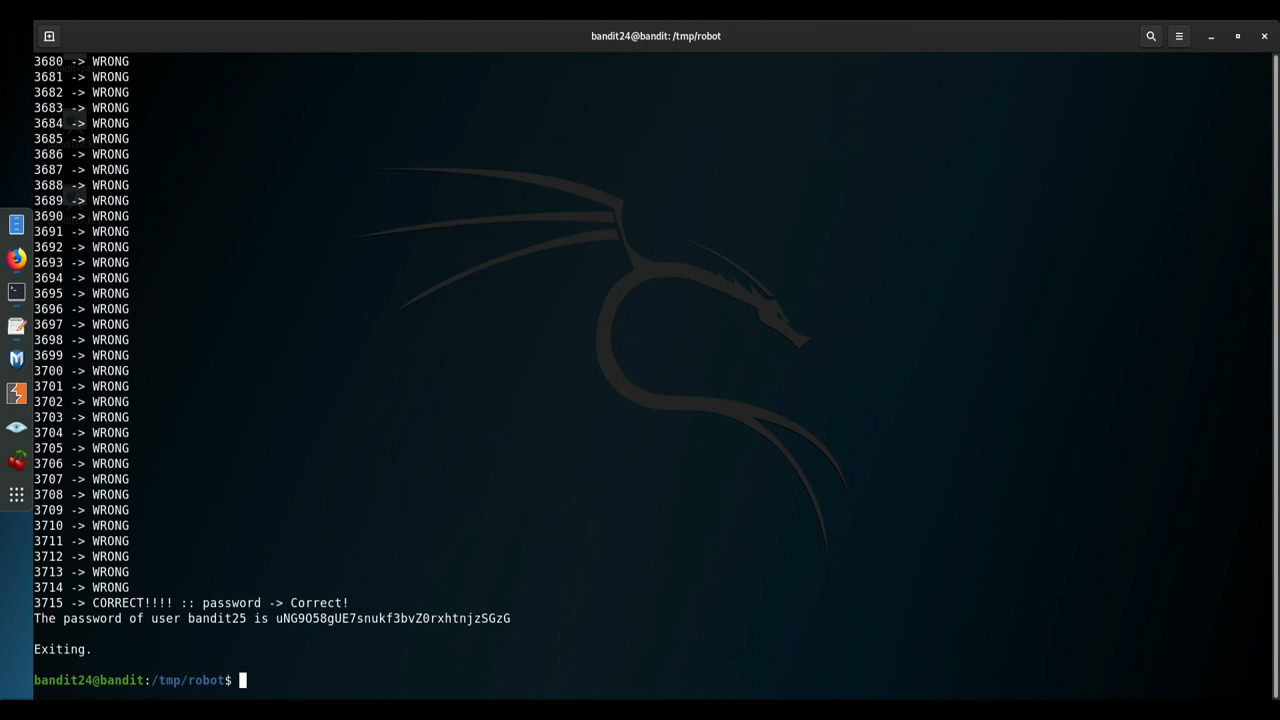 bandit24@bandit: /tmp/robot
3680 -> WRONG
3681 -> WRONG
3682 -> WRONG
3683 -> WRONG
3684 -> WRONG
3685 -> WRONG
3686 -> WRONG
3687 -> WRONG
3688 -> WRONG
3689 -> WRONG
3690 -> WRONG
3691 -> WRONG
3692 -> WRONG
3693 -> WRONG
3694 -> WRONG
3695 -> WRONG
3696 -> WRONG
3697 -> WRONG
3698 -> WRONG
3699 -> WRONG
3700 -> WRONG
3701 -> WRONG
3702 -> WRONG
3703 -> WRONG
3704 -> WRONG
3705 -> WRONG
3706 -> WRONG
3707 -> WRONG
3708 -> WRONG
3709 -> WRONG
3710 -> WRONG
3711 -> WRONG
3712 -> WRONG
3713 -> WRONG
3714 -> WRONG
3715 -> CORRECT!!!! :: password -> Correct!
The password of user bandit25 is uNG9O58gUE7snukf3bvZ0rxhtnjzSGzG
Exiting.
bandit24@bandit:/tmp/robot$